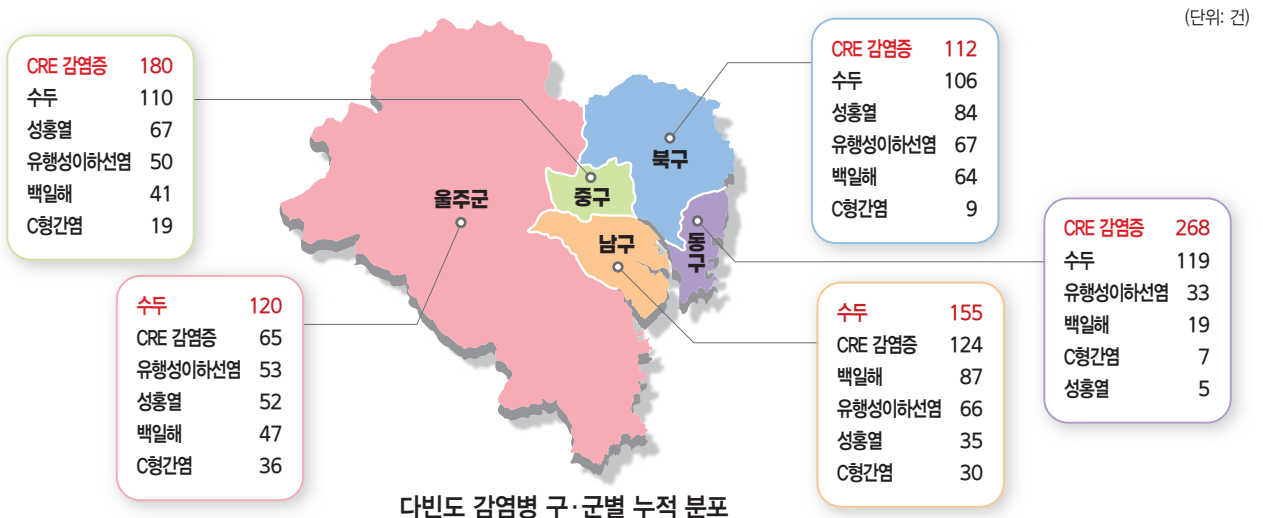 (단위: 건)
CRE 감염증 180
수두 110
성홍열 67
유행성이하선염 50
백일해 41
C형간염 19
CRE 감염증 112
수두 106
성홍열 84
유행성이하선염 67
백일해 64
C형간염 9
북구
중구
울주군
남구
동구
CRE 감염증 268
수두 119
유행성이하선염 33
백일해 19
C형간염 7
성홍열 5
수두 120
CRE 감염증 65
유행성이하선염 53
성홍열 52
백일해 47
C형간염 36
수두 155
CRE 감염증 124
백일해 87
유행성이하선염 66
성홍열 35
C형간염 30
다빈도 감염병 구·군별 누적 분포